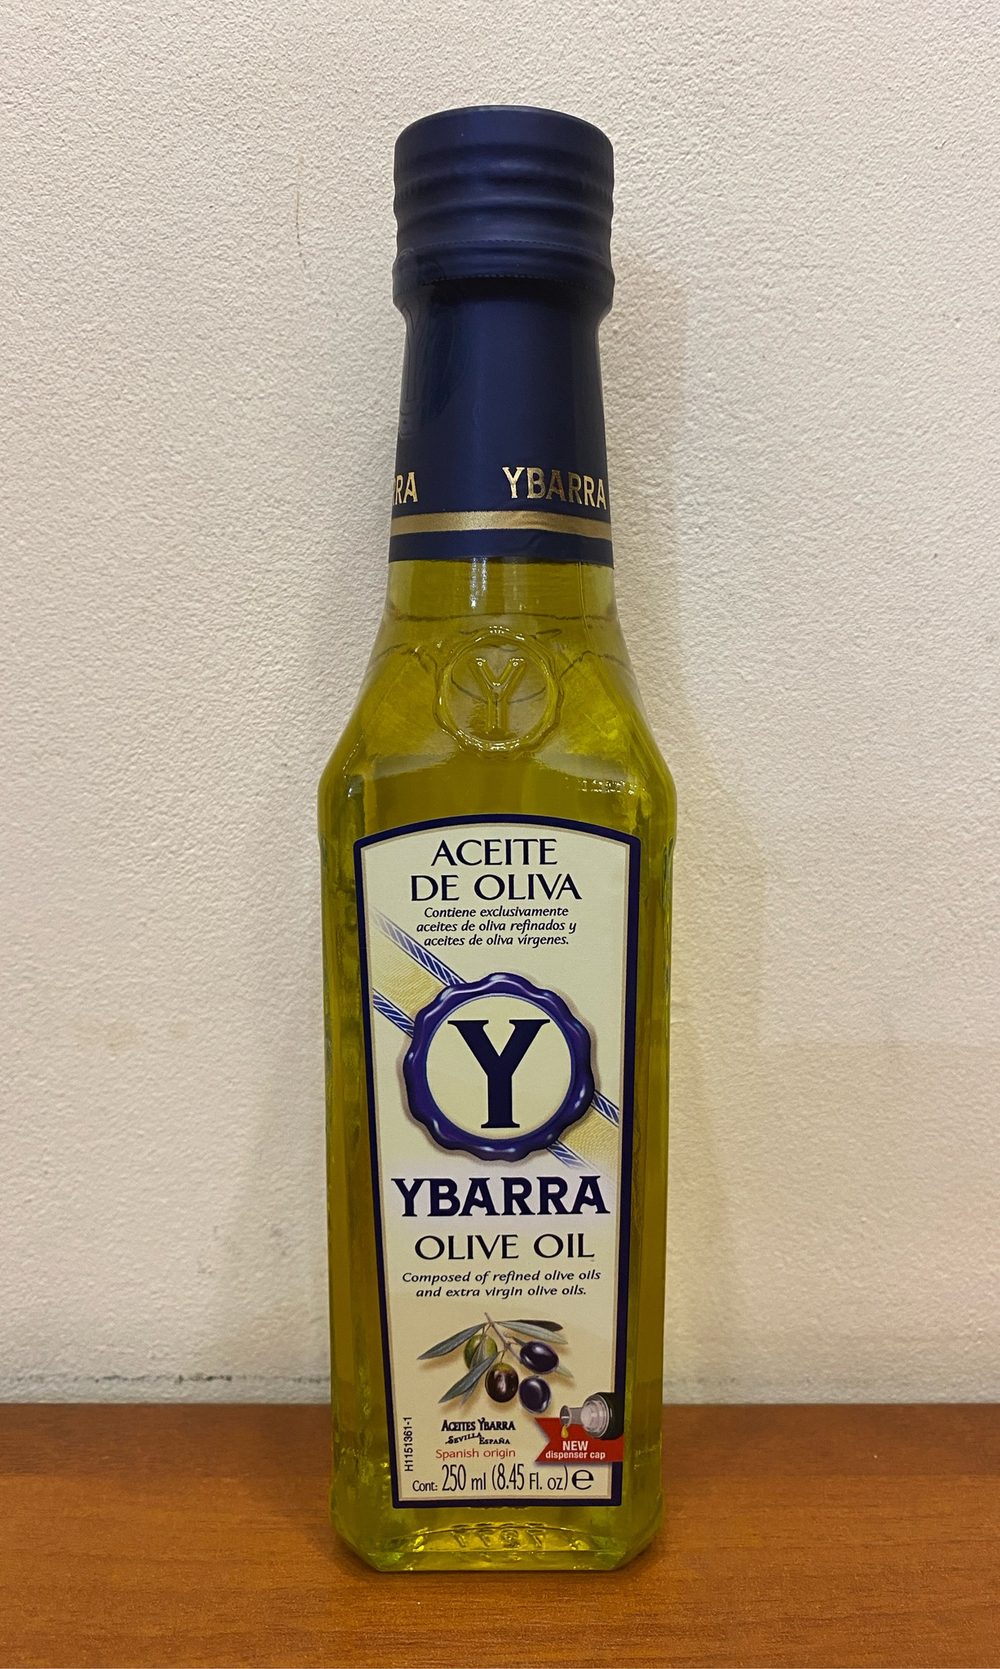 RA YBARRA
Y
ACEITE
DE OLIVA
Contiene exclusivamente
aceites de oliva refinados y
aceites de oliva vírgenes.
Y
YBARRA
OLIVE OIL
Composed of refined olive oils
and extra virgin olive oils.
ACEITES YBARRA
SEVILLA ESPAÑA
Spanish origin
NEW
dispenser cap
H1151361-1
Cont: 250 ml (8.45 Fl. oz) e